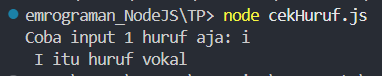 emrograman_NodeJS\TP> node cekHuruf.js
Coba input 1 huruf aja: i
I itu huruf vokal